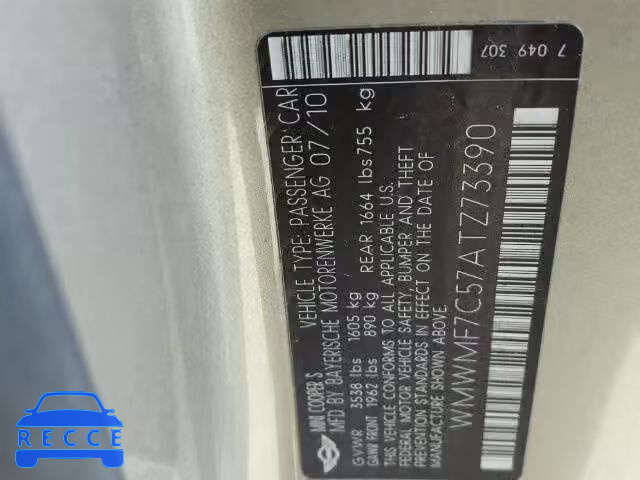 MINI COOPER S VEHICLE TYPE: PASSENGER CAR
MFD BY BAYERISCHE MOTORENWERKE AG 07/10
GVWR 3538 lbs 1605 kg
GAWR FRONT 1962 lbs 890 kg REAR 1664 lbs 755 kg
THIS VEHICLE CONFORMS TO ALL APPLICABLE U.S.
FEDERAL MOTOR VEHICLE SAFETY, BUMPER AND THEFT
PREVENTION STANDARDS IN EFFECT ON DATE OF
MANUFACTURE SHOWN ABOVE.
WMWMF7C57ATZ73390
7 049 307
RECCE